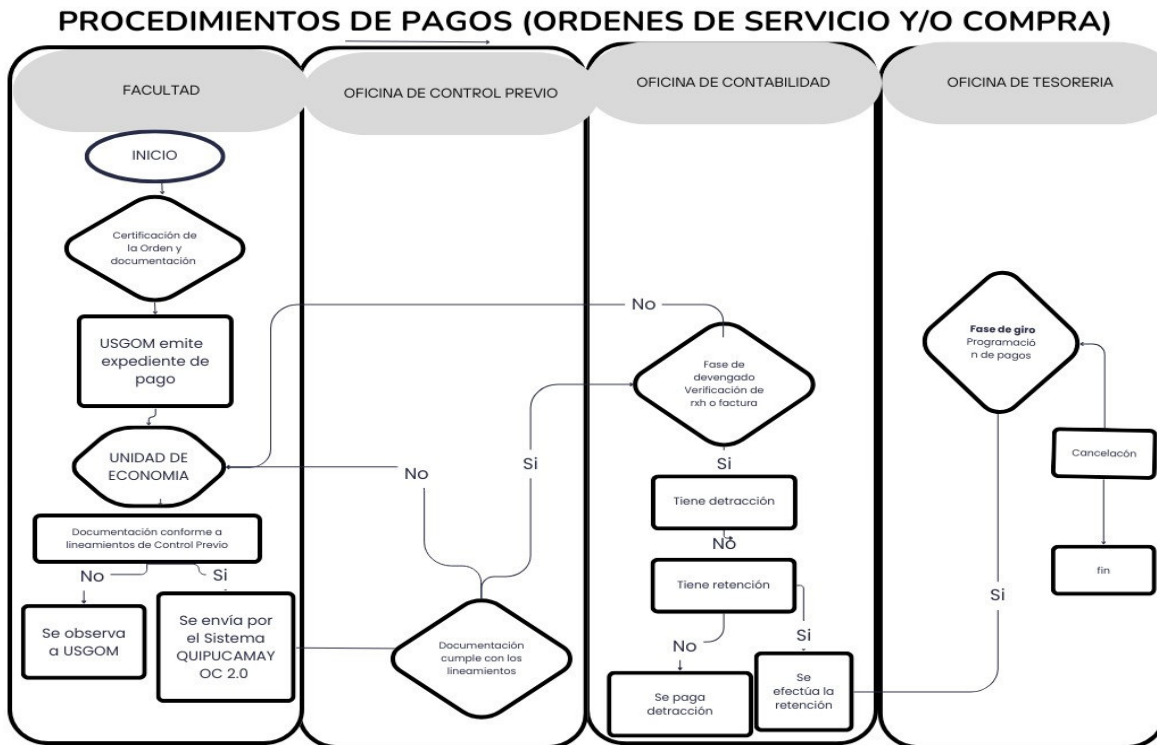 PROCEDIMIENTOS DE PAGOS (ORDENES DE SERVICIO Y/O COMPRA)
FACULTAD
OFICINA DE CONTROL PREVIO
OFICINA DE CONTABILIDAD
OFICINA DE TESORERIA
INICIO
Certificación de
la Orden y
documentación
USGOM emite
expediente de
pago
UNIDAD DE
ECONOMIA
Documentación conforme a
lineamientos de Control Previo
No
Si
Se observa
a USGOM
Se envía por
el Sistema
QUIPUCAMAY
OC 2.0
No
Si
Documentación
cumple con los
lineamientos
No
Fase de
devengado
Verificación de
rxh o factura
Si
Tiene detracción
No
Tiene retención
No
Si
Se paga
detracción
Se
efectúa la
retención
Fase de giro
Programació
n de pagos
Si
Cancelacón
fin